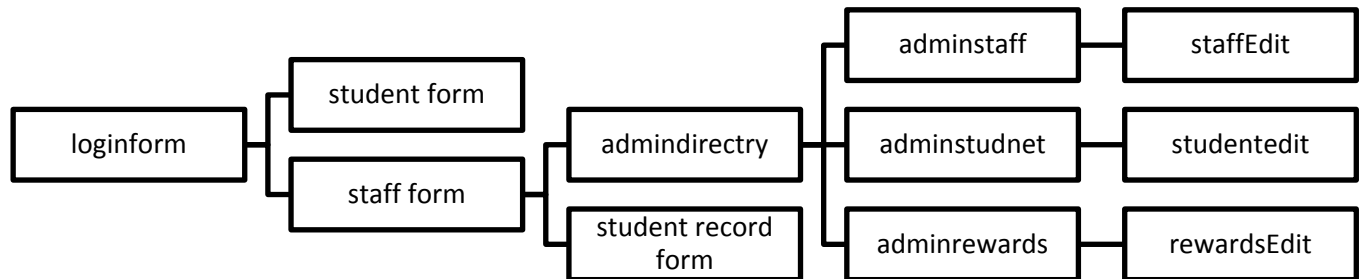 loginform
student form
staff form
admindirectry
student record
form
adminstaff
staffEdit
adminstudnet
studentedit
adminrewards
rewardsEdit